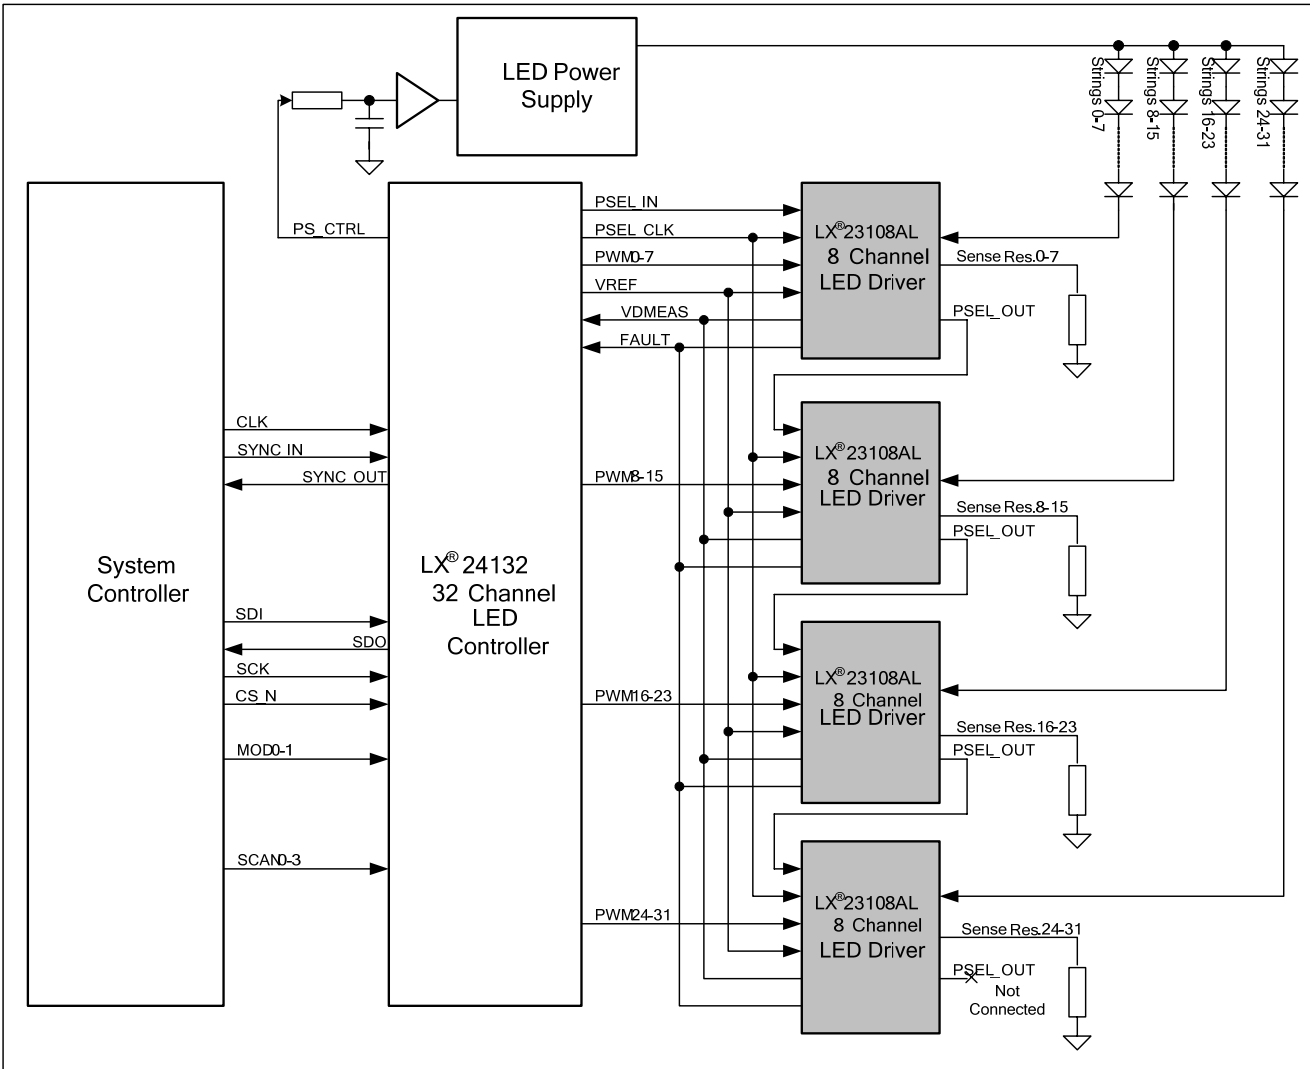 LED Power
Supply
Strings 0-7
Strings 8-15
Strings 16-23
Strings 24-31
PS_CTRL
PSEL_IN
PSEL_CLK
PWM0-7
VREF
VDMEAS
FAULT
LX®23108AL
8 Channel
LED Driver
Sense Res.0-7
PSEL_OUT
CLK
SYNC IN
SYNC OUT
PWM8-15
LX®23108AL
8 Channel
LED Driver
Sense Res.8-15
PSEL_OUT
System
Controller
LX®24132
32 Channel
LED
Controller
SDI
SDO
SCK
CS_N
MOD0-1
SCAN0-3
PWM16-23
LX®23108AL
8 Channel
LED Driver
Sense Res.16-23
PSEL_OUT
PWM24-31
LX®23108AL
8 Channel
LED Driver
Sense Res.24-31
PSEL_OUT
Not
Connected